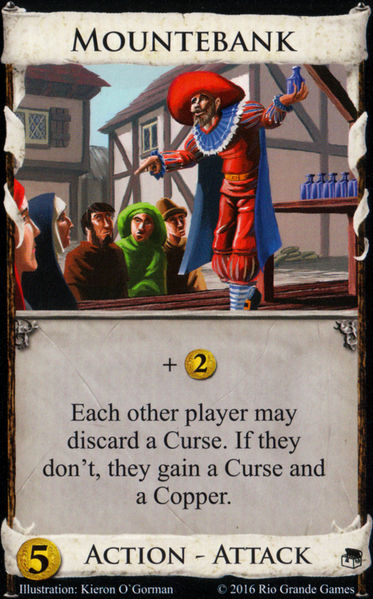 MOUNTEBANK
+ 2
Each other player may
discard a Curse. If they
don't, they gain a Curse and
a Copper.
5 ACTION - ATTACK
Illustration: Kieron O`Gorman © 2016 Rio Grande Games